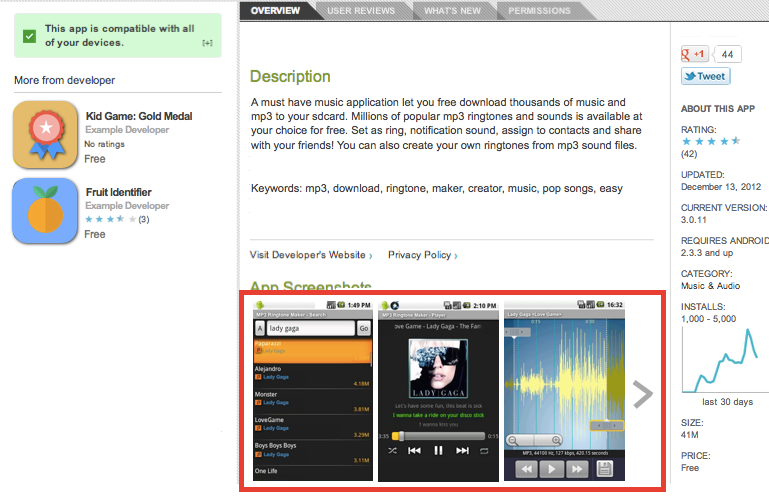 This app is compatible with all
of your devices.
[+]
More from developer
Kid Game: Gold Medal
Example Developer
No ratings
Free
Fruit Identifier
Example Developer
(3)
Free
OVERVIEW
USER REVIEWS
WHAT'S NEW
PERMISSIONS
Description
A must have music application let you free download thousands of music and
mp3 to your sdcard. Millions of popular mp3 ringtones and sounds is available at
your choice for free. Set as ring, notification sound, assign to contacts and share
with your friends! You can also create your own ringtones from mp3 sound files.
Keywords: mp3, download, ringtone, maker, creator, music, pop songs, easy
Visit Developer's Website ›
Privacy Policy ›
App Screenshots
1:49 PM
MP3 Ringtone Maker - Search
A
lady gaga
Go
Paparazzi
Lady Gaga
Alejandro
Lady Gaga
4.18M
Monster
Lady Gaga
3.81M
LoveGame
Lady Gaga
3.29M
Boys Boys Boys
Lady Gaga
3.11M
One Life
2:10 PM
MP3 Ringtone Maker - Player
ove Game - Lady Gaga - The Fam
LADY GAGA
Let's have some fun, this beat is sick
I wanna take a ride on your disco stick
I wanna kiss you
3:35
0:15
16:32
Lady Gaga <Love Game>
0:15
0:30
MP3, 44100 Hz, 127 kbps, 420.15 seconds
g +1
44
Tweet
ABOUT THIS APP
RATING:
(42)
UPDATED:
December 13, 2012
CURRENT VERSION:
3.0.11
REQUIRES ANDROID
2.3.3 and up
CATEGORY:
Music & Audio
INSTALLS:
1,000 - 5,000
last 30 days
SIZE:
41M
PRICE:
Free